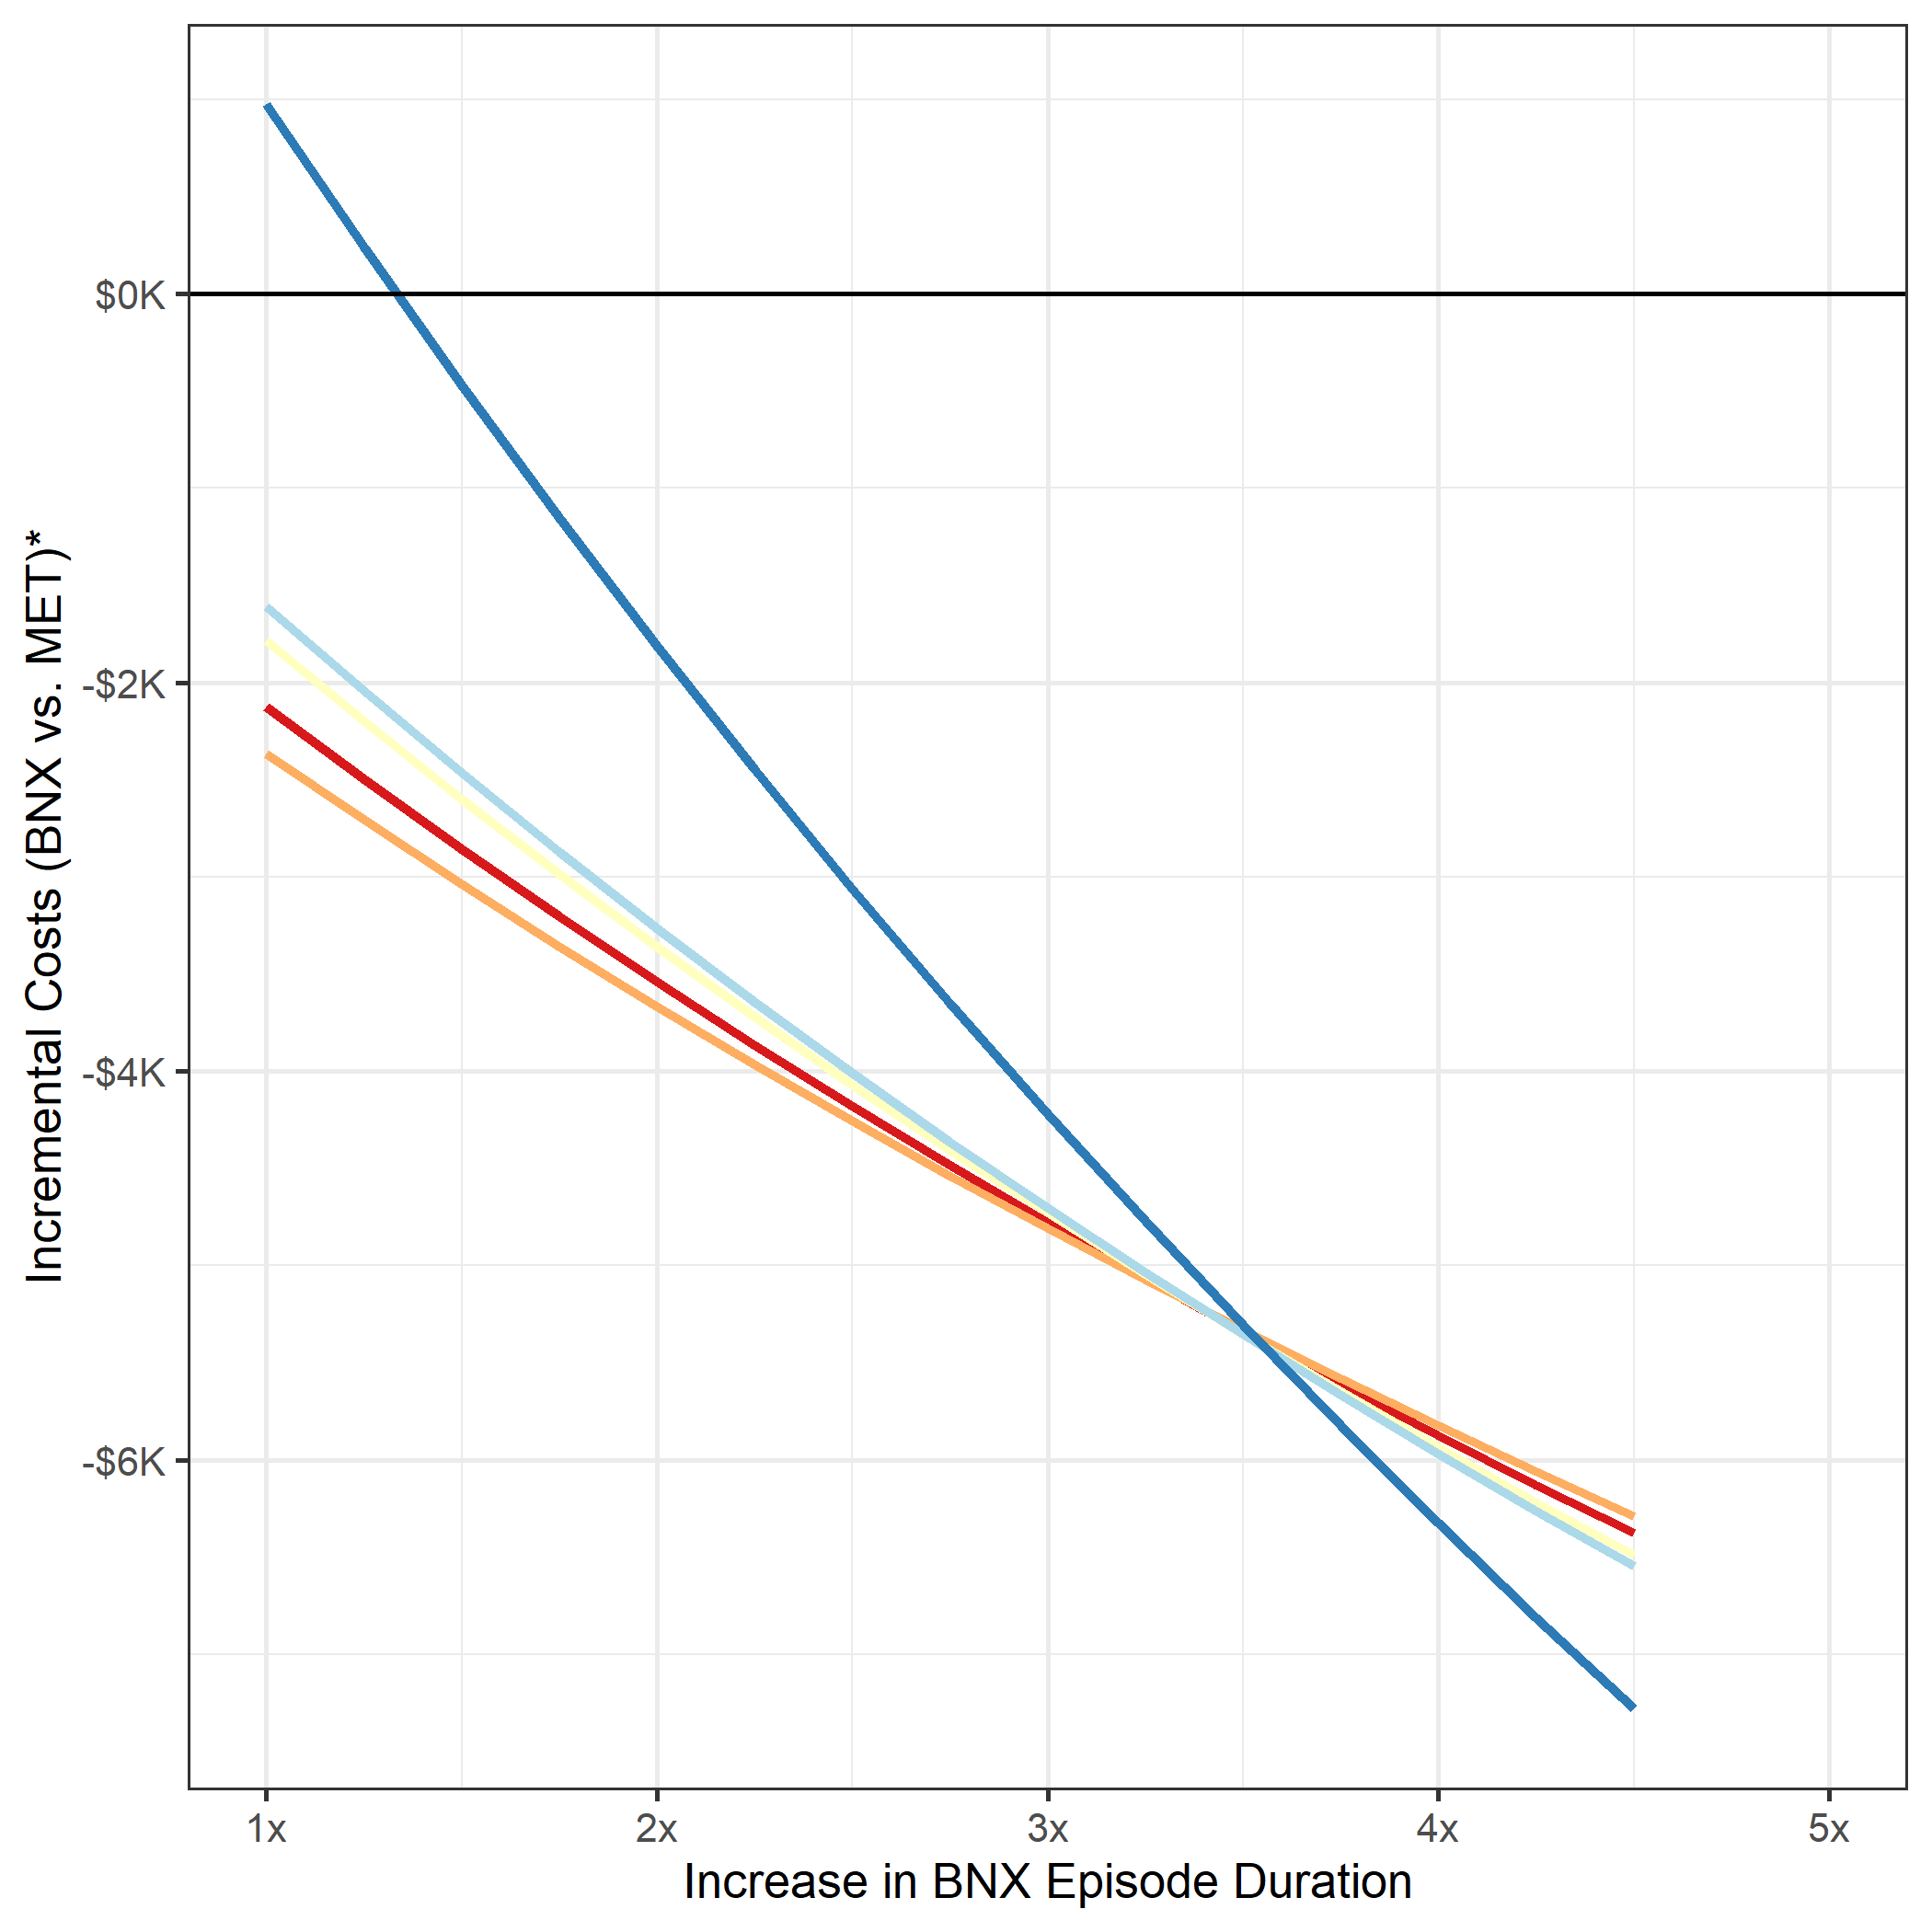 Incremental Costs (BNX vs. MET)*
$0K
-$2K
-$4K
-$6K
1x 2x 3x 4x 5x
Increase in BNX Episode Duration